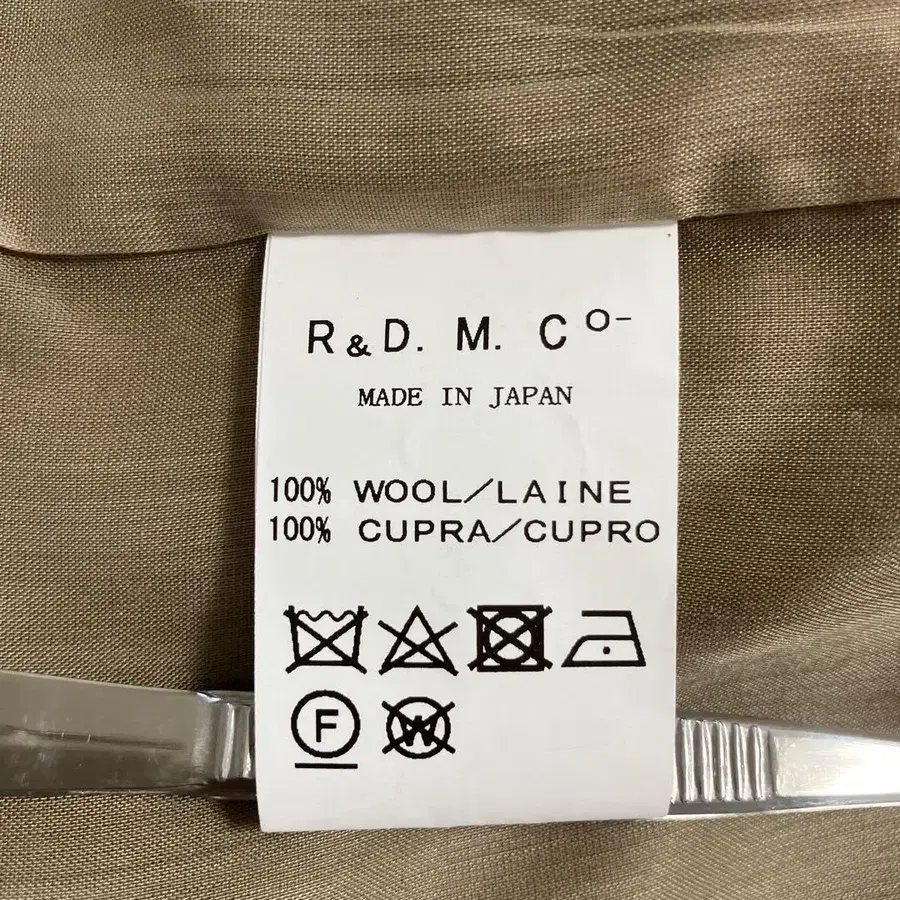 R&D. M. Co-
MADE IN JAPAN
100% WOOL/LAINE
100% CUPRA/CUPRO
F W